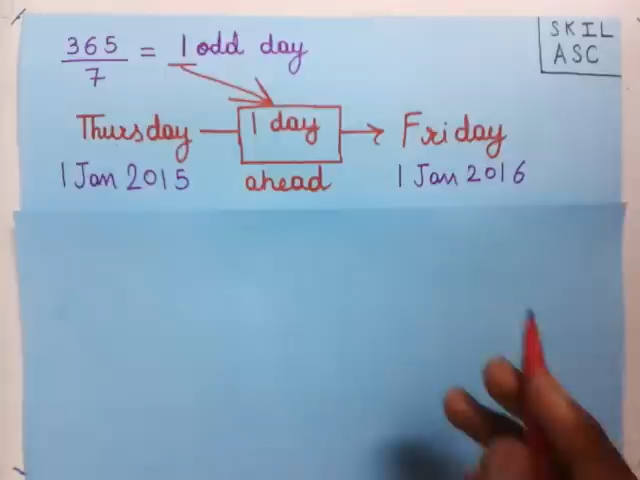 365/7 = 1 odd day
SKIL
ASC
Thursday 1 day Friday
1 Jan 2015 ahead 1 Jan 2016